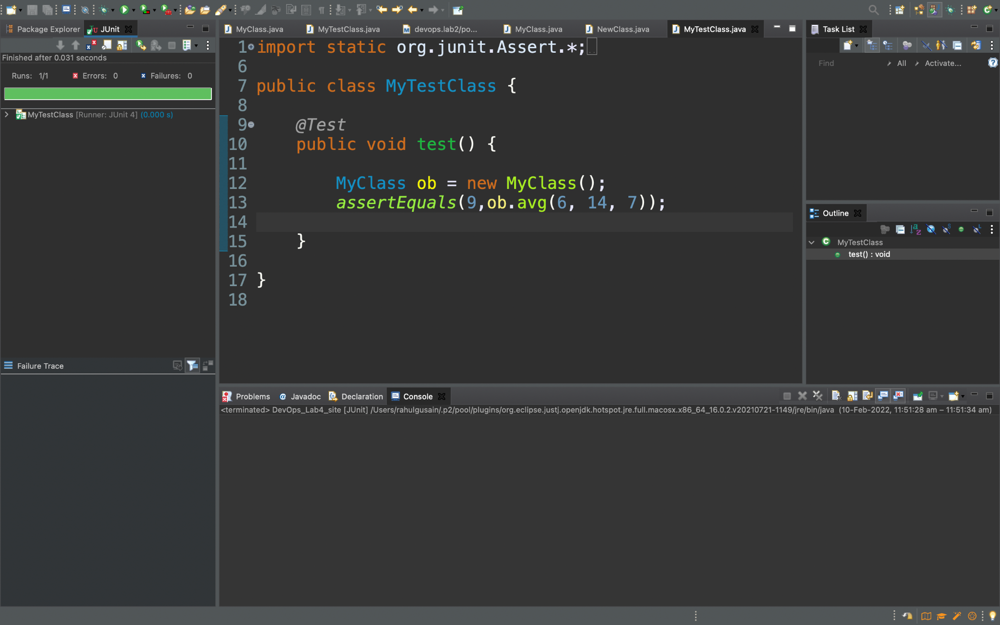 Package Explorer
JUnit
Finished after 0.031 seconds
Runs: 1/1 Errors: 0 Failures: 0
MyTestClass [Runner: JUnit 4] (0.000 s)
Failure Trace
MyClass.java MyTestClass.java devops.lab2/po... MyClass.java NewClass.java MyTestClass.java
1 import static org.junit.Assert.*;
6
7 public class MyTestClass {
8
9 @Test
10 public void test() {
11
12 MyClass ob = new MyClass();
13 assertEquals(9,ob.avg(6, 14, 7));
14
15 }
16
17 }
18
Task List
Find All Activate...
Outline
MyTestClass
test() : void
Problems Javadoc Declaration Console
<terminated> DevOps_Lab4_site [JUnit] /Users/rahulgusain/.p2/pool/plugins/org.eclipse.justj.openjdk.hotspot.jre.full.macosx.x86_64_16.0.2.v20210721-1149/jre/bin/java (10-Feb-2022, 11:51:28 am – 11:51:34 am)